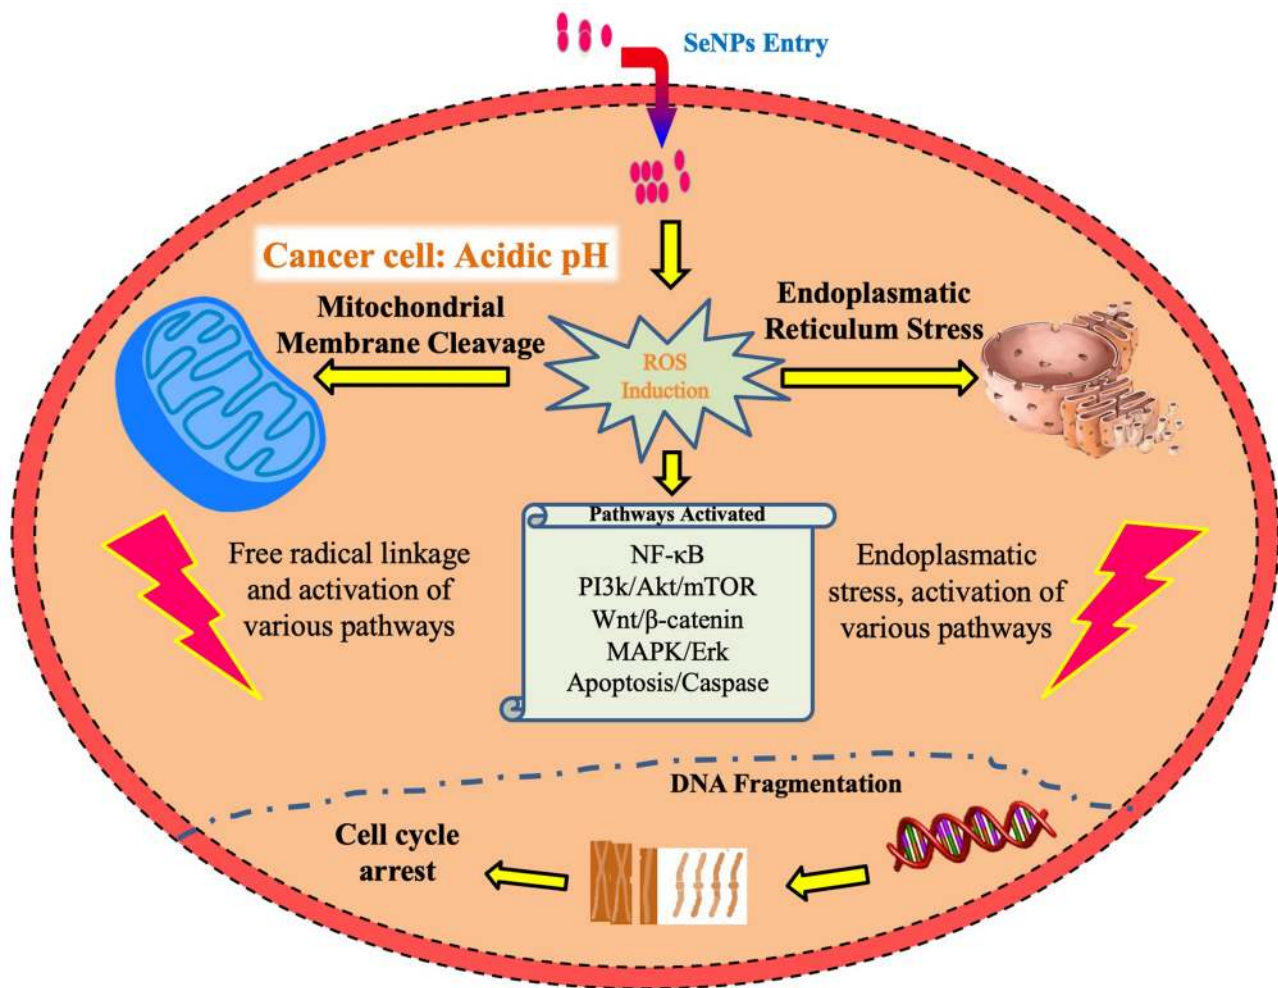 SeNPs Entry
Cancer cell: Acidic pH
Mitochondrial
Membrane Cleavage
Endoplasmatic
Reticulum Stress
ROS
Induction
Pathways Activated
NF-κB
PI3k/Akt/mTOR
Wnt/β-catenin
MAPK/Erk
Apoptosis/Caspase
Free radical linkage
and activation of
various pathways
Endoplasmatic
stress, activation of
various pathways
DNA Fragmentation
Cell cycle
arrest